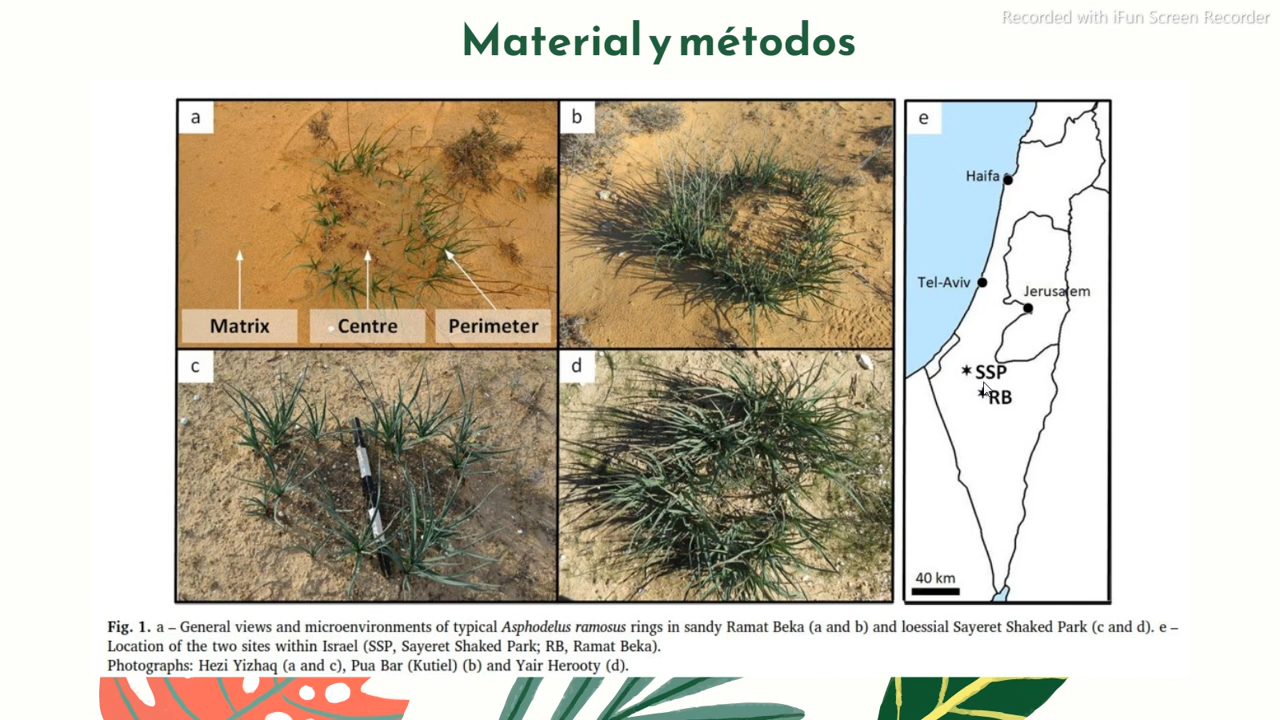 Recorded with iFun Screen Recorder
Material y métodos
a
b
e
Matrix
Centre
Perimeter
c
d
Haifa
Tel-Aviv
Jerusalem
SSP
RB
40 km
Fig. 1. a – General views and microenvironments of typical Asphodelus ramosus rings in sandy Ramat Beka (a and b) and loessial Sayeret Shaked Park (c and d). e –
Location of the two sites within Israel (SSP, Sayeret Shaked Park; RB, Ramat Beka).
Photographs: Hezi Yizhaq (a and c), Pua Bar (Kutiel) (b) and Yair Herooty (d).